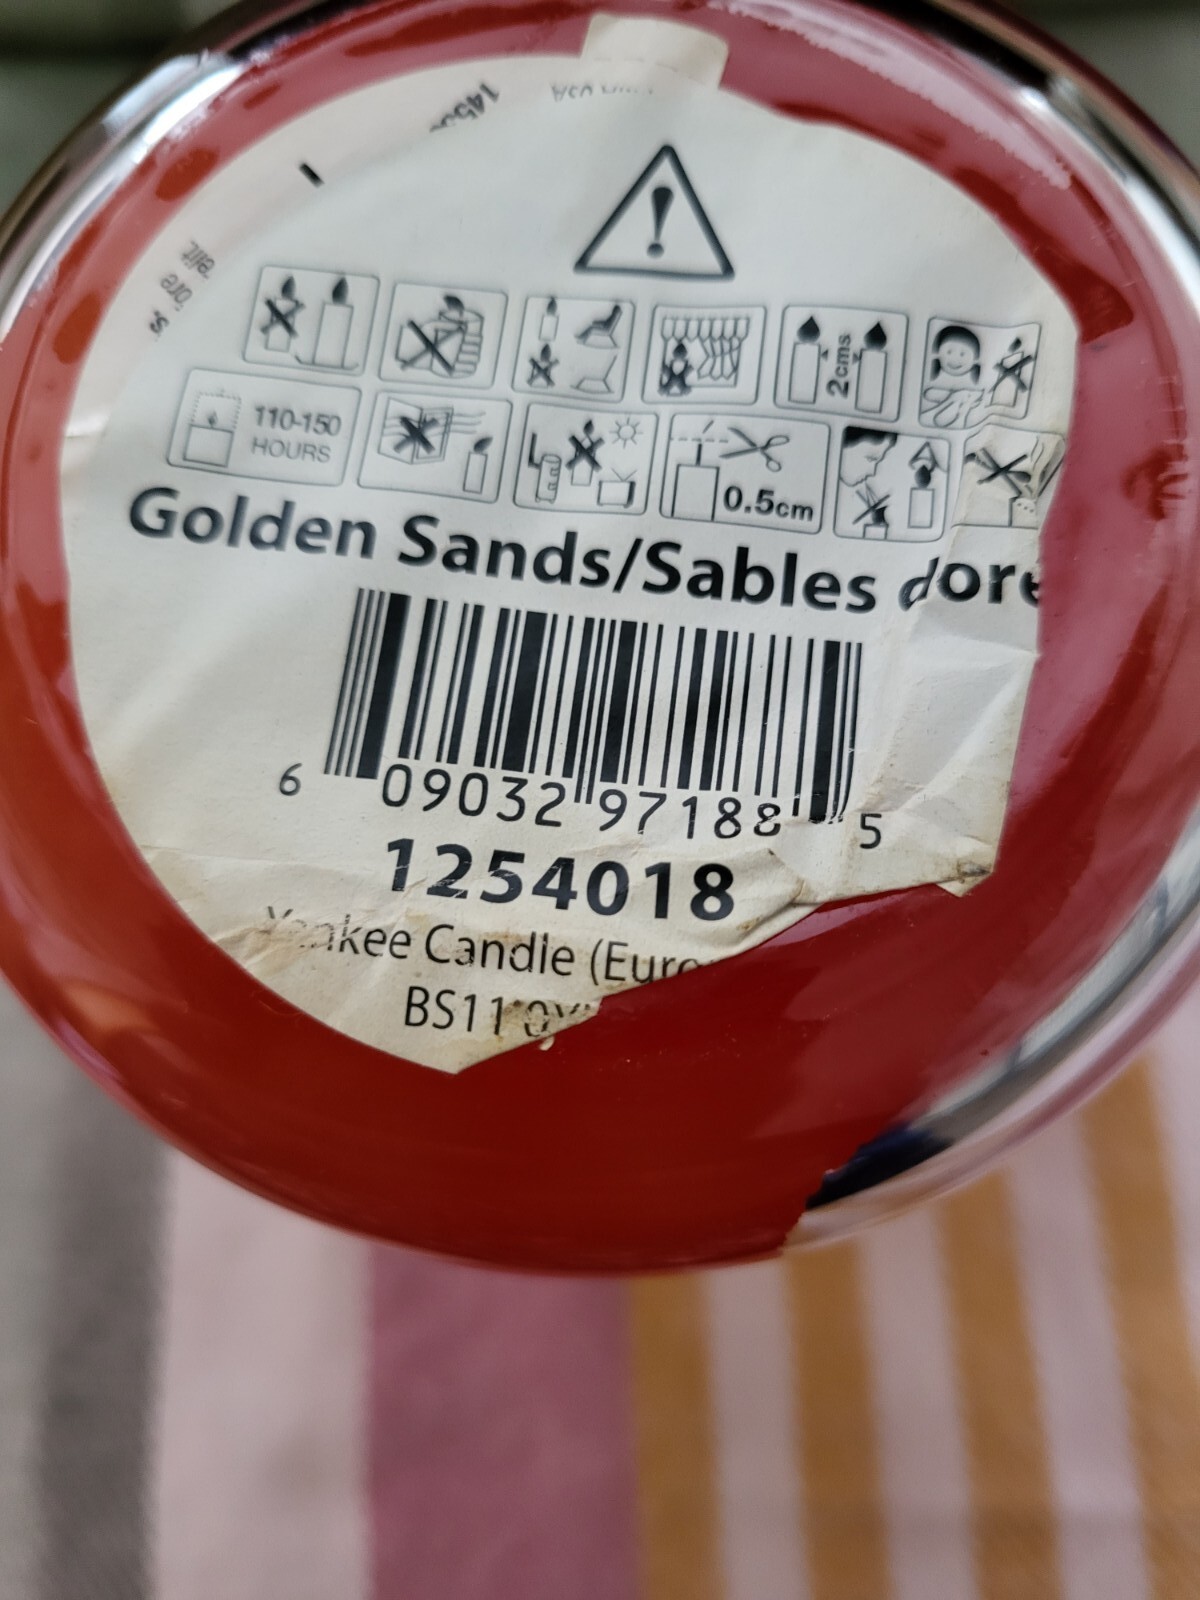 2cms
110-150
HOURS
0.5cm
Golden Sands/Sables
6 09032 97188 5
1254018
Candle